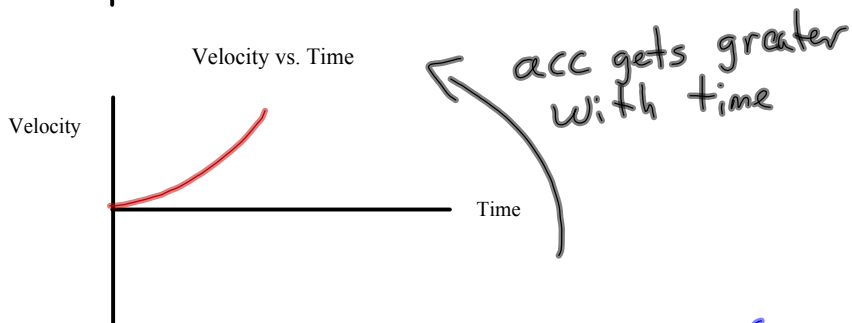 Velocity vs. Time
acc gets greater
with time
Velocity
Time